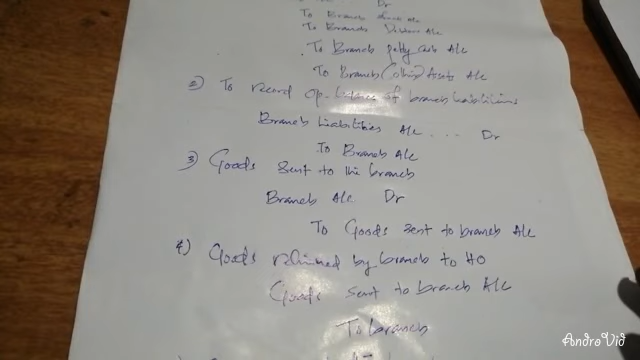 Dr
To Branch stock A/c
To Branch Debtors A/c
To Branch petty cash A/c
To Branch (other) Assets A/c
2) To record op. balance of branch liabilities
Branch liabilities A/c ... Dr
To Branch A/c
3) Goods sent to the branch
Branch A/c. Dr
To Goods sent to branch A/c
4) Goods returned by branch to HO
Goods sent to branch A/c
To branch
AndroVid